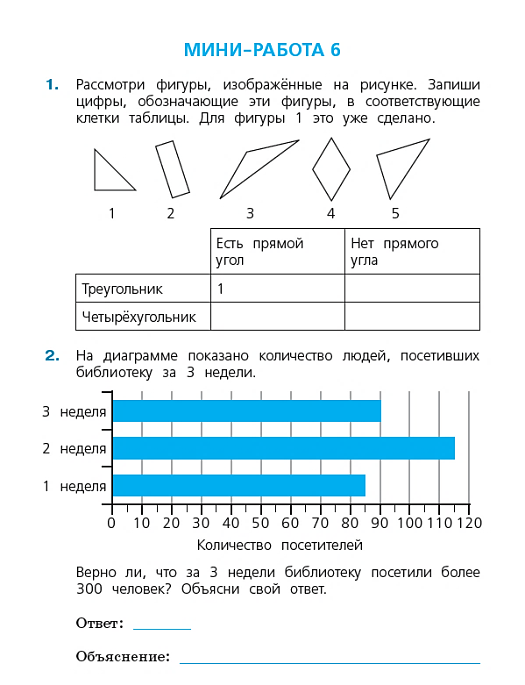 МИНИ–РАБОТА 6
1. Рассмотри фигуры, изображённые на рисунке. Запиши
цифры, обозначающие эти фигуры, в соответствующие
клетки таблицы. Для фигуры 1 это уже сделано.
1 2 3 4 5
Есть прямой угол Нет прямого угла
Треугольник 1
Четырёхугольник
2. На диаграмме показано количество людей, посетивших
библиотеку за 3 недели.
3 неделя
2 неделя
1 неделя
0 10 20 30 40 50 60 70 80 90 100 110 120
Количество посетителей
Верно ли, что за 3 недели библиотеку посетили более
300 человек? Объясни свой ответ.
Ответ:
Объяснение: